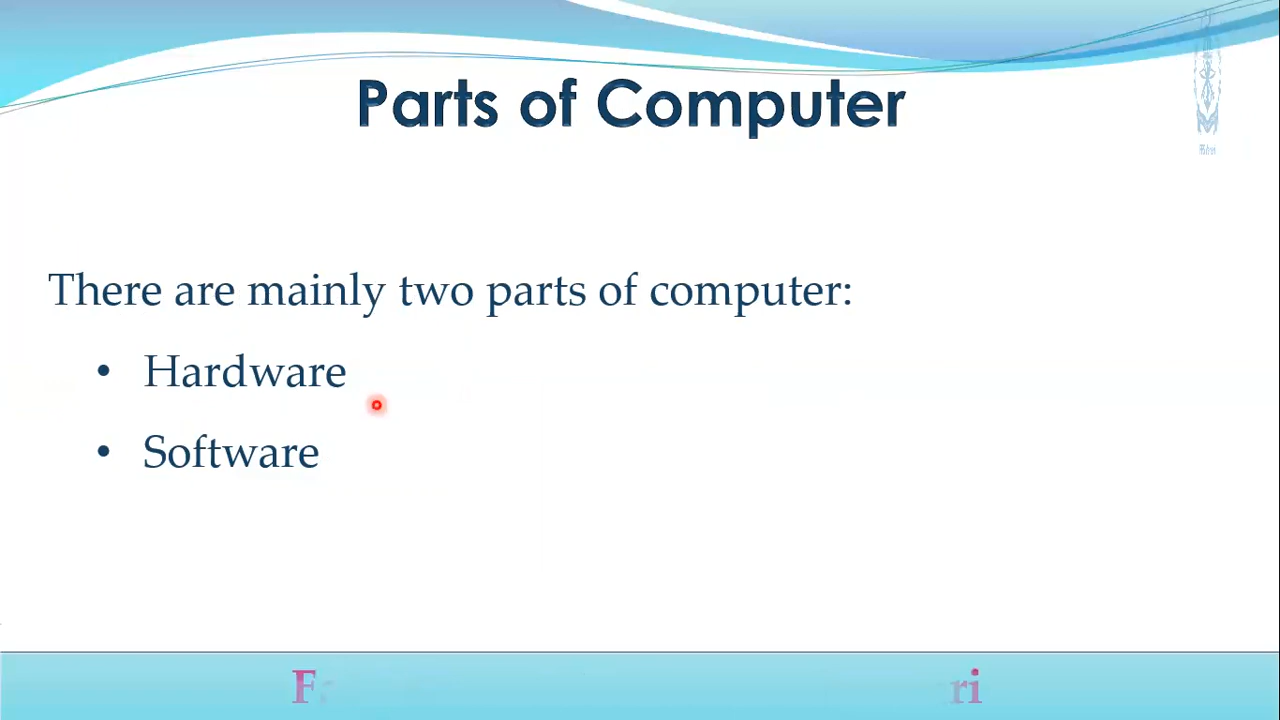 Parts of Computer
There are mainly two parts of computer:
• Hardware
• Software